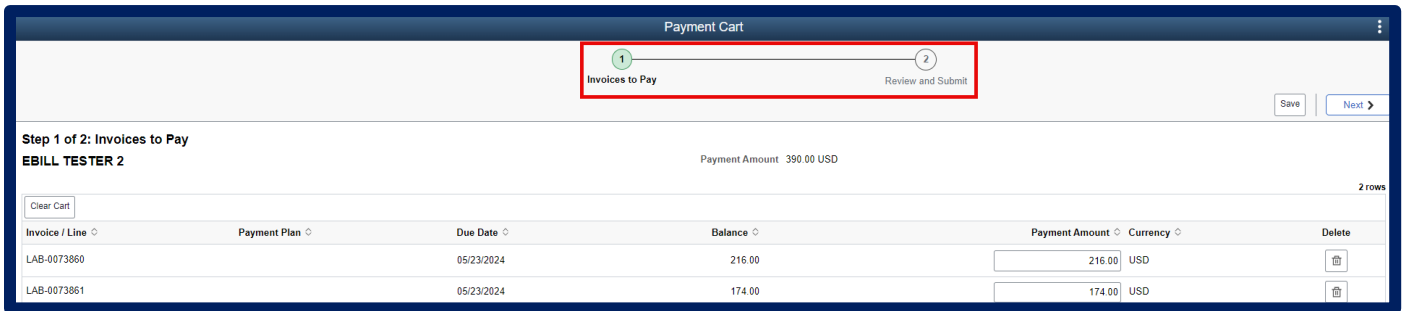 Payment Cart
1 2
Invoices to Pay Review and Submit
Save Next
Step 1 of 2: Invoices to Pay
EBILL TESTER 2 Payment Amount 390.00 USD
2 rows
Clear Cart
Invoice / Line Payment Plan Due Date Balance Payment Amount Currency Delete
LAB-0073860 05/23/2024 216.00 216.00 USD
LAB-0073861 05/23/2024 174.00 174.00 USD